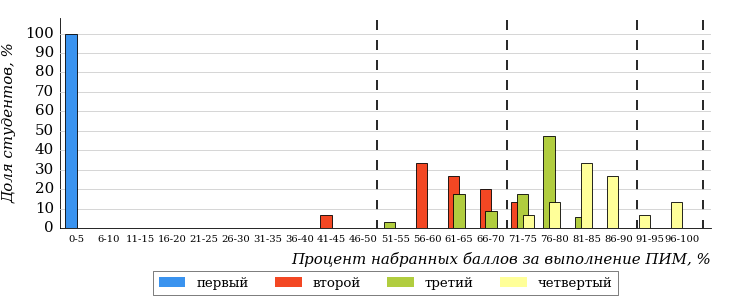 Доля студентов, %
100
90
80
70
60
50
40
30
20
10
0
0-5 6-10 11-15 16-20 21-25 26-30 31-35 36-40 41-45 46-50 51-55 56-60 61-65 66-70 71-75 76-80 81-85 86-90 91-95 96-100
Процент набранных баллов за выполнение ПИМ, %
первый второй третий четвертый